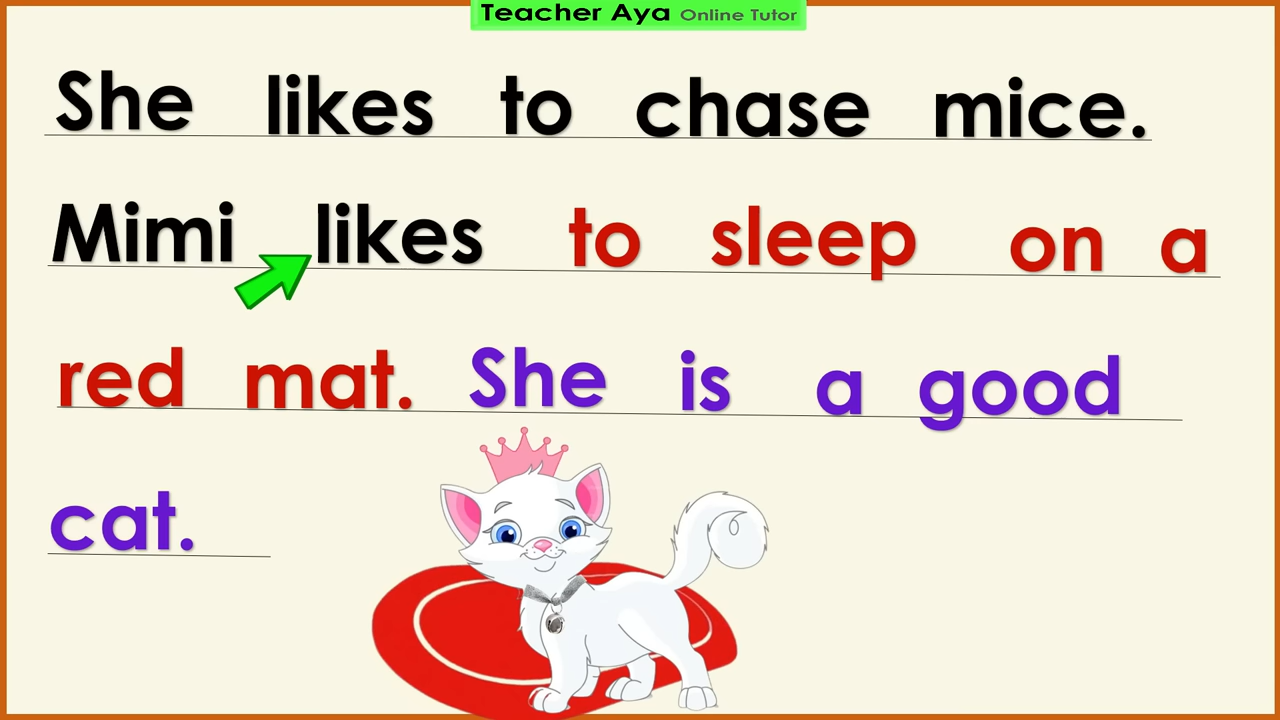 Teacher Aya Online Tutor
She likes to chase mice.
Mimi likes to sleep on a
red mat. She is a good
cat.